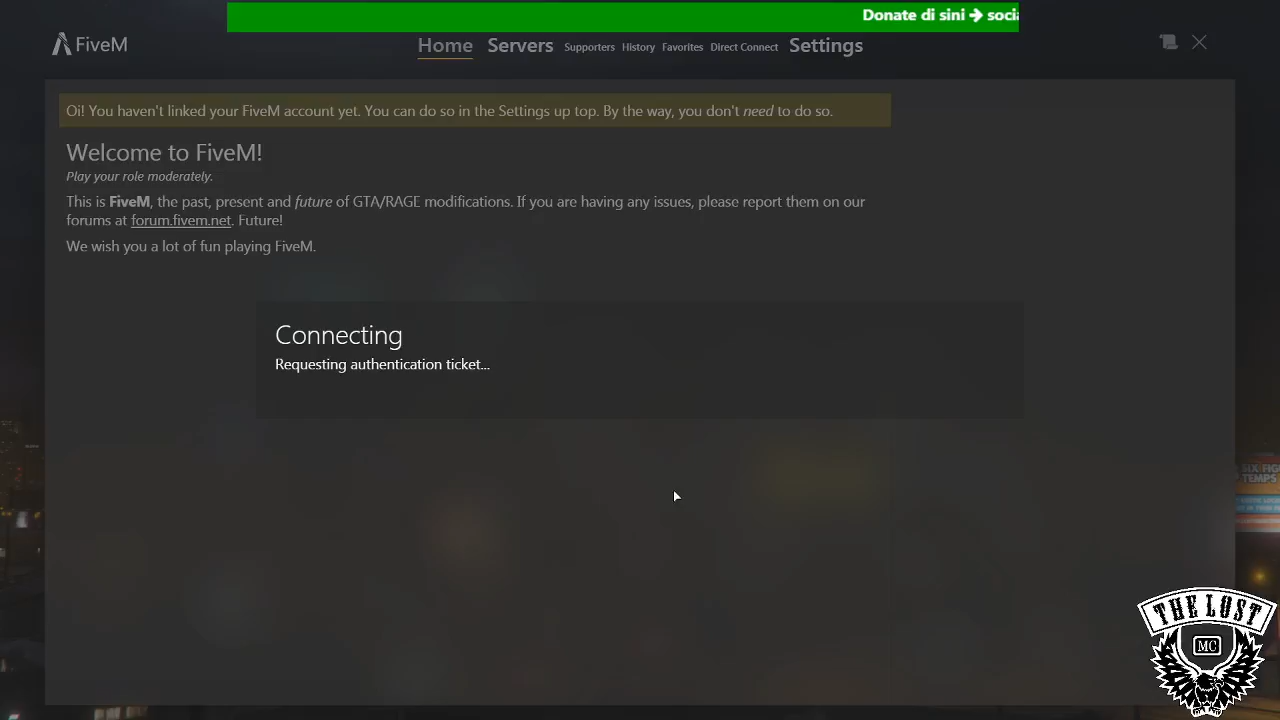 Donate di sini → socia
FiveM
Home Servers Supporters History Favorites Direct Connect Settings
Oi! You haven't linked your FiveM account yet. You can do so in the Settings up top. By the way, you don't need to do so.
Welcome to FiveM!
Play your role moderately.
This is FiveM, the past, present and future of GTA/RAGE modifications. If you are having any issues, please report them on our
forums at forum.fivem.net. Future!
We wish you a lot of fun playing FiveM.
Connecting
Requesting authentication ticket...
SIX FIG
TEMPS
THE LOST
MC